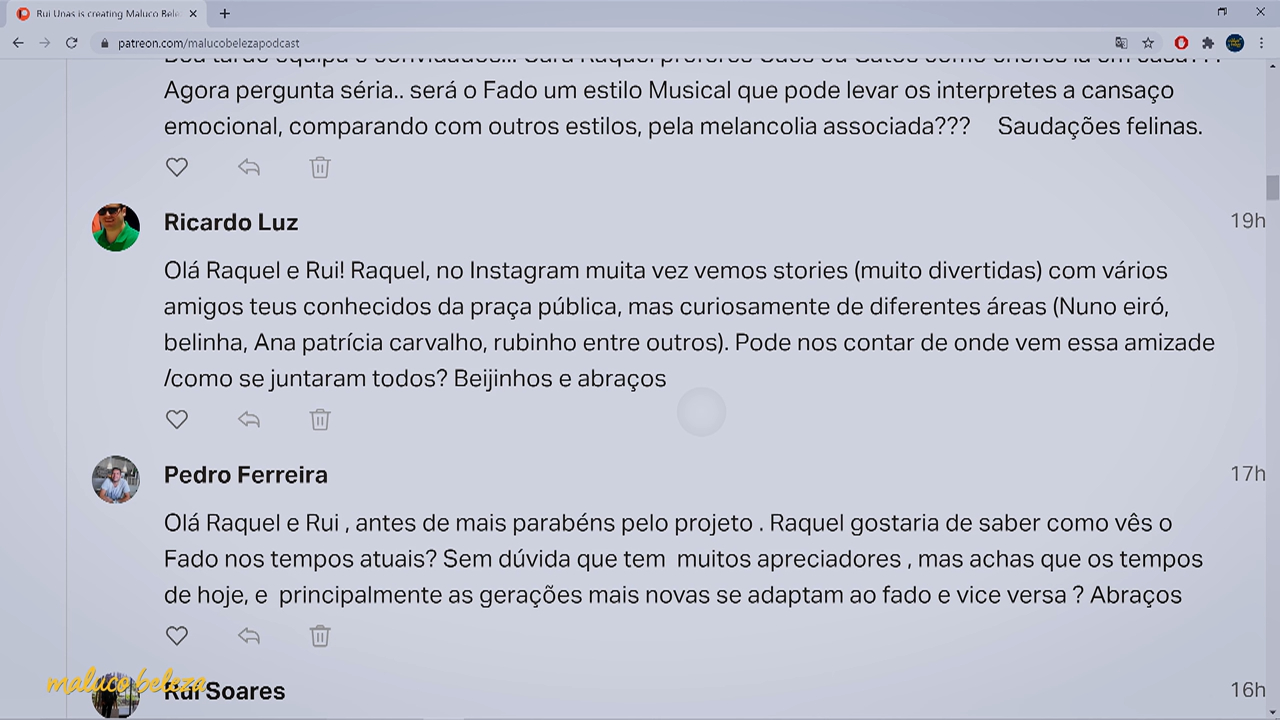 Rui Unas is creating Maluco Bele
patreon.com/malucobelezapodcast
Agora pergunta séria.. será o Fado um estilo Musical que pode levar os interpretes a cansaço
emocional, comparando com outros estilos, pela melancolia associada??? Saudações felinas.
Ricardo Luz
19h
Olá Raquel e Rui! Raquel, no Instagram muita vez vemos stories (muito divertidas) com vários
amigos teus conhecidos da praça pública, mas curiosamente de diferentes áreas (Nuno eiró,
belinha, Ana patrícia carvalho, rubinho entre outros). Pode nos contar de onde vem essa amizade
/como se juntaram todos? Beijinhos e abraços
Pedro Ferreira
17h
Olá Raquel e Rui , antes de mais parabéns pelo projeto . Raquel gostaria de saber como vês o
Fado nos tempos atuais? Sem dúvida que tem muitos apreciadores , mas achas que os tempos
de hoje, e principalmente as gerações mais novas se adaptam ao fado e vice versa ? Abraços
maluco beleza
Rui Soares
16h